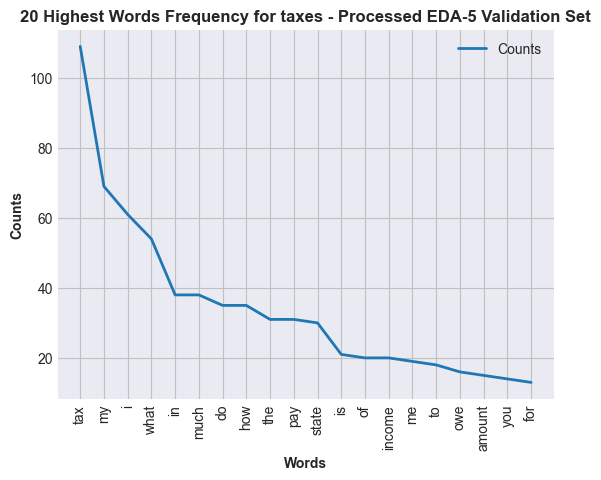 20 Highest Words Frequency for taxes - Processed EDA-5 Validation Set
Counts
100
80
60
40
20
Counts
tax
my
i
what
in
much
do
how
the
pay
state
is
of
income
me
to
owe
amount
you
for
Words